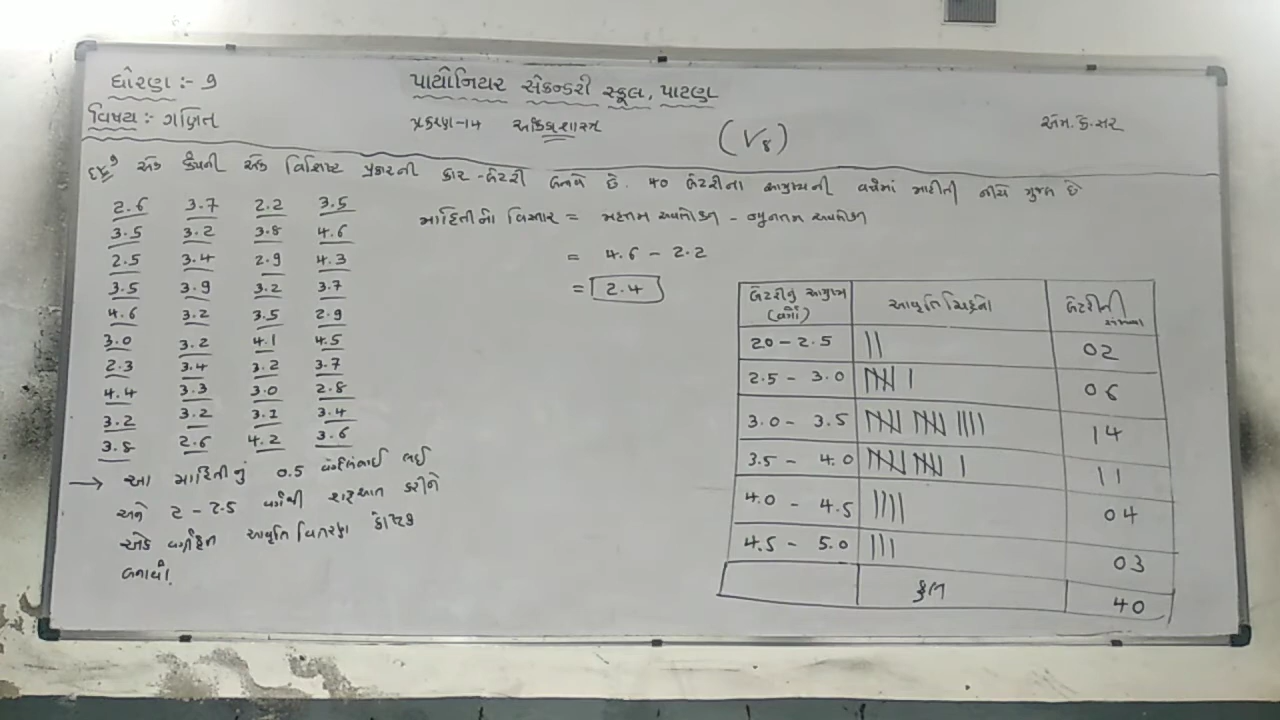 ધોરણ :- 9
પાયોનિયર સેકન્ડરી સ્કૂલ, પાટણ
વિષય :- ગણિત
પ્રકરણ-14 આંકડાશાસ્ત્ર
(V8)
એમ.કે.સર
એક કંપની એક વિશિષ્ટ પ્રકારની કાર-બેટરી બનાવે છે. 40 બેટરીના આયુષ્યની વર્ષમાં માહીતી નીચે મુજબ છે
2.6 3.7 2.2 3.5
3.5 3.2 3.8 4.6
2.5 3.4 2.9 4.3
3.5 3.9 3.2 3.7
4.6 3.2 3.5 2.9
3.0 3.2 4.1 4.5
2.3 3.4 3.2 3.7
4.4 3.3 3.0 2.8
3.2 3.2 3.1 3.4
3.8 2.6 4.2 3.6
→ આ માહિતીનું 0.5 વર્ગલંબાઈ લઈ
અને 2-2.5 વર્ગથી શરૂઆત કરીને
એક વર્ગીકૃત આવૃતિ વિતરણ કોષ્ટક
બનાવો.
માહિતીનો વિસ્તાર = મહત્તમ અવલોકન - ન્યુનતમ અવલોકન
= 4.6 - 2.2
= 2.4
બેટરીનું આયુષ્ય (વર્ષો) આવૃતિ ચિહ્નો બેટરીની સંખ્યા
2.0 - 2.5 || 02
2.5 - 3.0 |||| | 06
3.0 - 3.5 |||| |||| |||| 14
3.5 - 4.0 |||| |||| | 11
4.0 - 4.5 |||| 04
4.5 - 5.0 ||| 03
કુલ 40